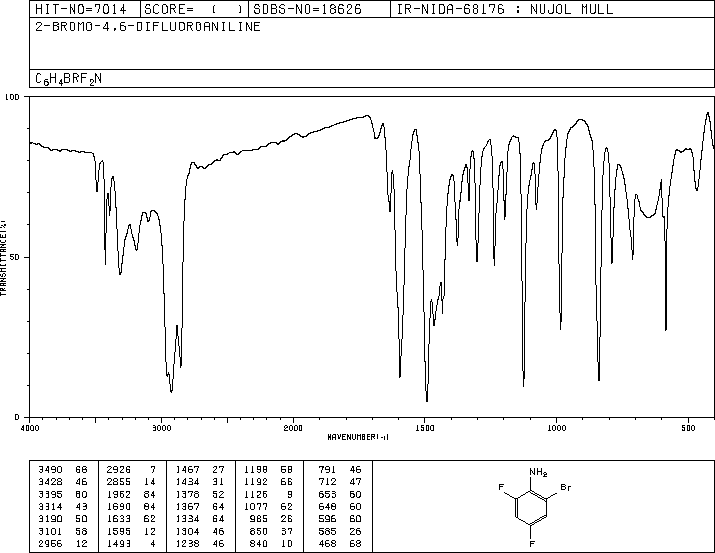 HIT-NO=7014 SCORE= ( ) SDBS-NO=18626 IR-NIDA-68176 : NUJOL MULL
2-BROMO-4,6-DIFLUOROANILINE
C6H4BRF2N
100
50
0
TRANSMITTANCE(%)
4000 3000 2000 1500 1000 500
WAVENUMBER(-1)
3490 66 2926 7 1467 27 1198 68 791 46
3428 46 2855 14 1434 31 1192 66 712 47
3395 60 1962 84 1378 52 1126 9 653 60
3314 43 1690 84 1367 64 1077 62 648 60
3190 50 1633 62 1334 64 985 26 596 60
3101 58 1595 12 1304 46 850 37 585 26
2956 12 1493 4 1238 46 840 10 468 68
NH2
F
Br
F